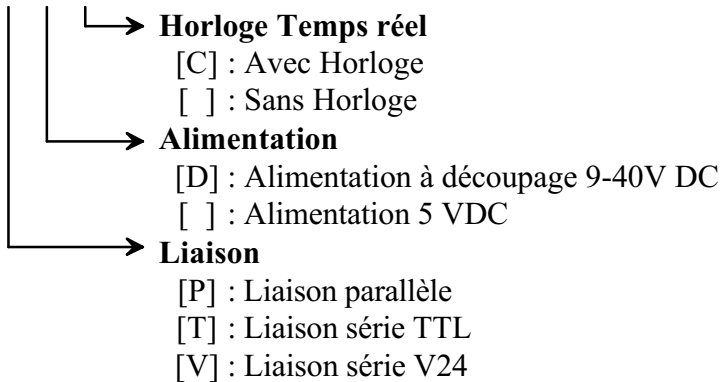 Horloge Temps réel
[C] : Avec Horloge
[ ] : Sans Horloge
Alimentation
[D] : Alimentation à découpage 9-40V DC
[ ] : Alimentation 5 VDC
Liaison
[P] : Liaison parallèle
[T] : Liaison série TTL
[V] : Liaison série V24